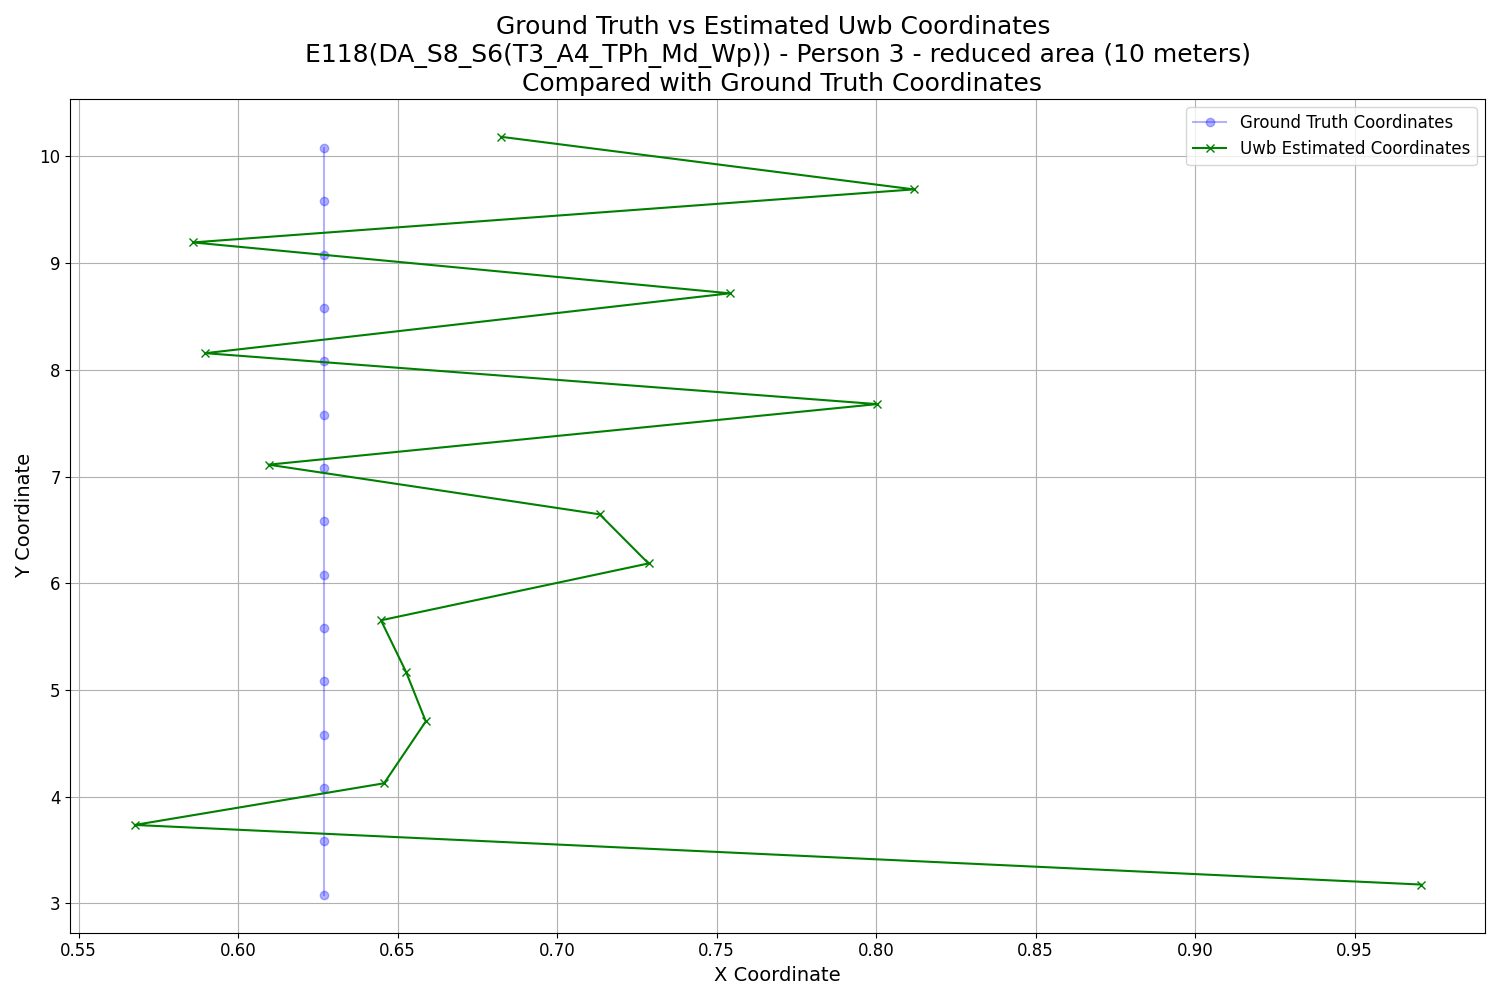 Ground Truth vs Estimated Uwb Coordinates
E118(DA_S8_S6(T3_A4_TPh_Md_Wp)) - Person 3 - reduced area (10 meters)
Compared with Ground Truth Coordinates
Ground Truth Coordinates
Uwb Estimated Coordinates
Y Coordinate
10
9
8
7
6
5
4
3
0.55 0.60 0.65 0.70 0.75 0.80 0.85 0.90 0.95
X Coordinate